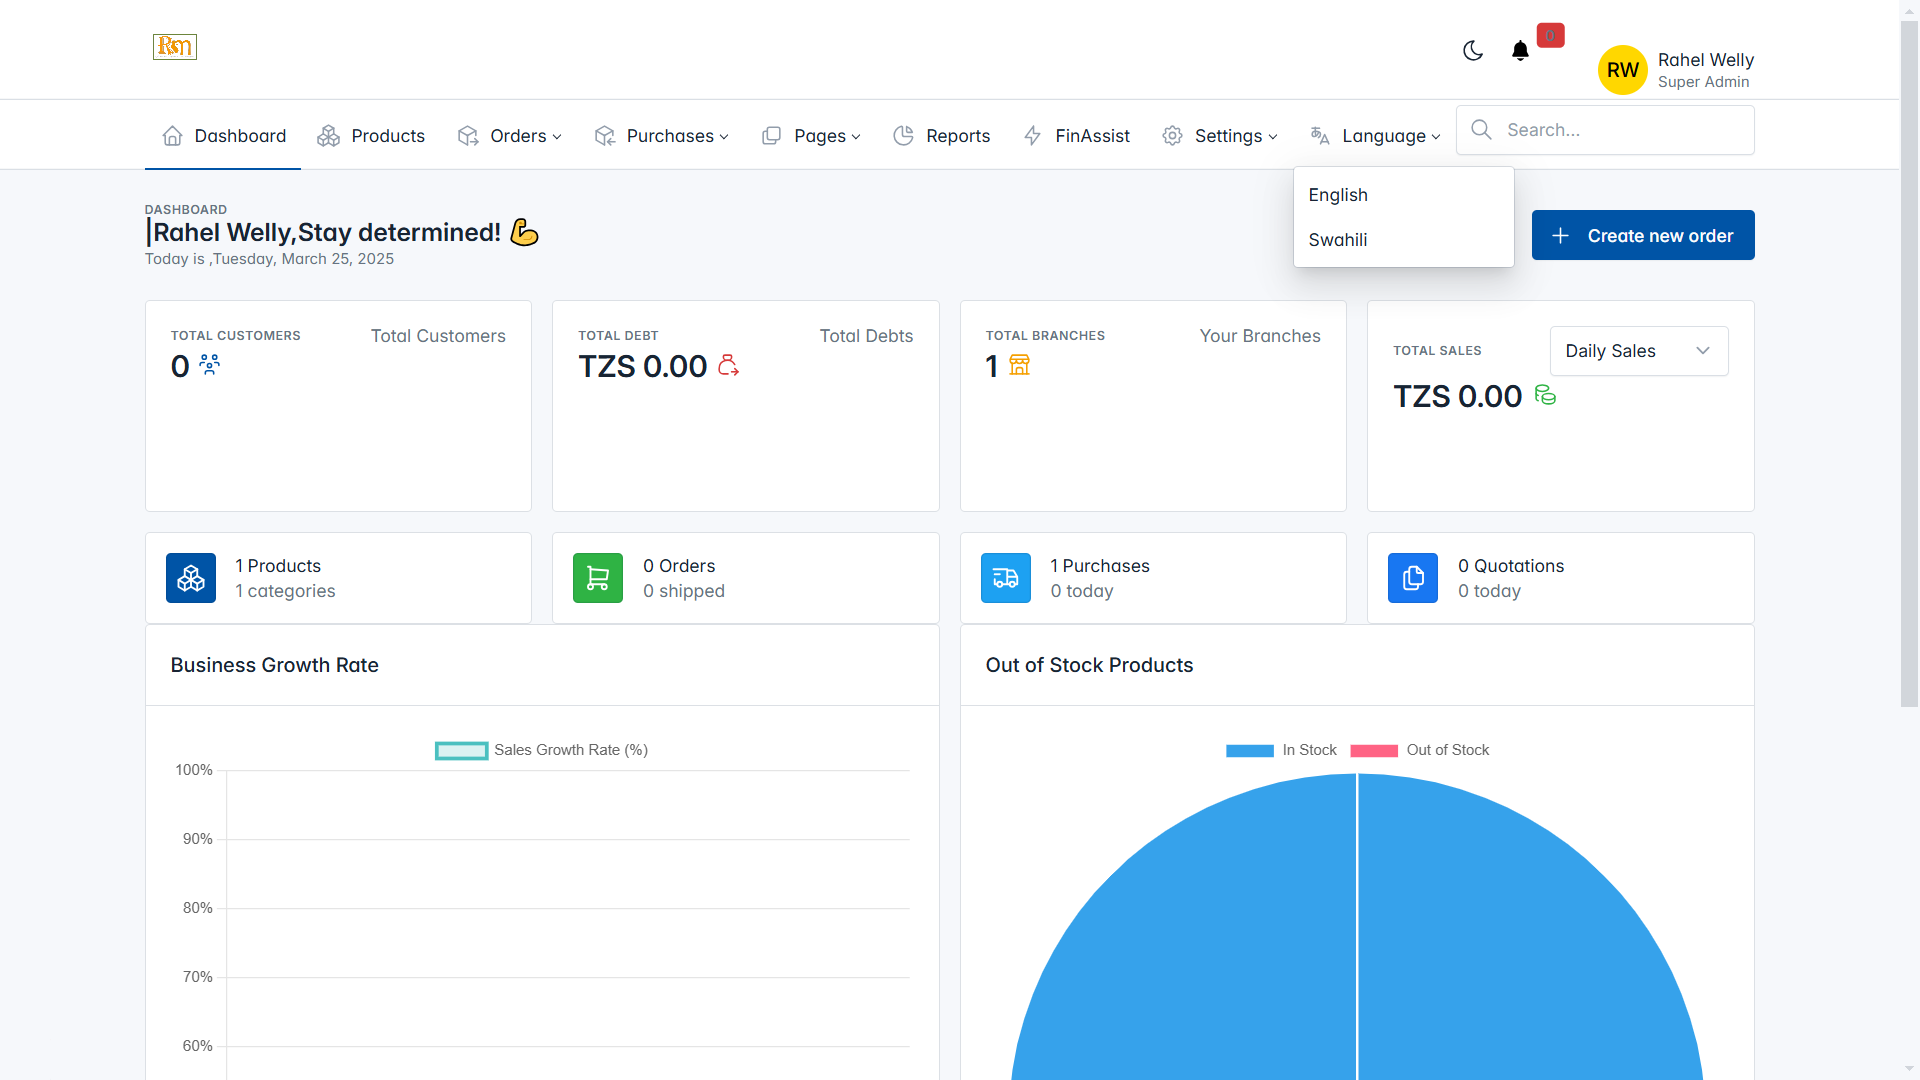 Rsm
0
RW
Rahel Welly
Super Admin
Dashboard
Products
Orders
Purchases
Pages
Reports
FinAssist
Settings
Language
Search...
English
Swahili
DASHBOARD
|Rahel Welly,Stay determined! 💪
Today is ,Tuesday, March 25, 2025
Create new order
TOTAL CUSTOMERS
Total Customers
0
TOTAL DEBT
Total Debts
TZS 0.00
TOTAL BRANCHES
Your Branches
1
TOTAL SALES
Daily Sales
TZS 0.00
1 Products
1 categories
0 Orders
0 shipped
1 Purchases
0 today
0 Quotations
0 today
Business Growth Rate
Sales Growth Rate (%)
100%
90%
80%
70%
60%
Out of Stock Products
In Stock
Out of Stock